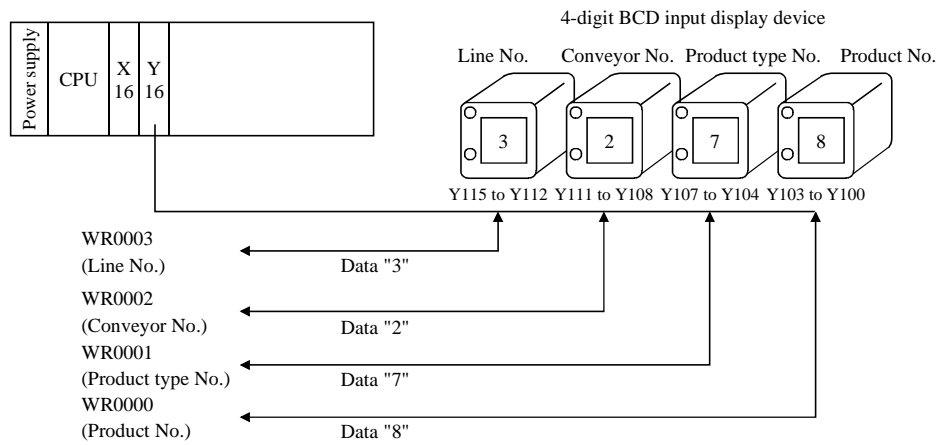 4-digit BCD input display device
Power supply
CPU
X
16
Y
16
Line No.
Conveyor No.
Product type No.
Product No.
3
2
7
8
Y115 to Y112
Y111 to Y108
Y107 to Y104
Y103 to Y100
WR0003
(Line No.)
Data "3"
WR0002
(Conveyor No.)
Data "2"
WR0001
(Product type No.)
Data "7"
WR0000
(Product No.)
Data "8"